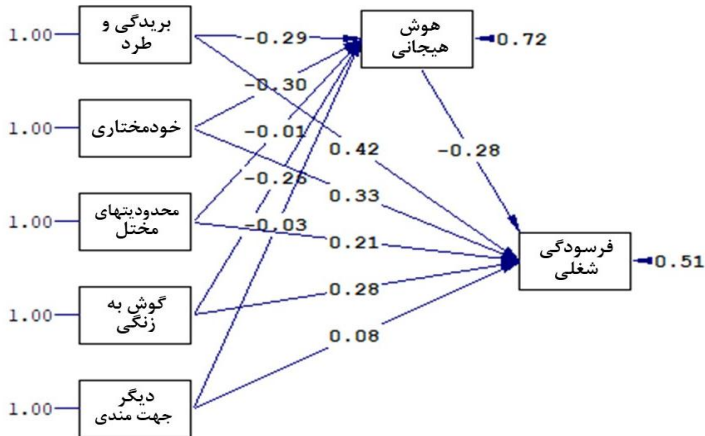 بریدگی و
طرد
1.00
-0.29
هوش
هیجانی
0.72
-0.30
خودمختاری
1.00
-0.01
0.42
-0.28
-0.26
0.33
محدودیتهای
مختل
1.00
-0.03
0.21
فرسودگی
شغلی
0.51
گوش به
زنگی
1.00
0.28
0.08
دیگر
جهت مندی
1.00